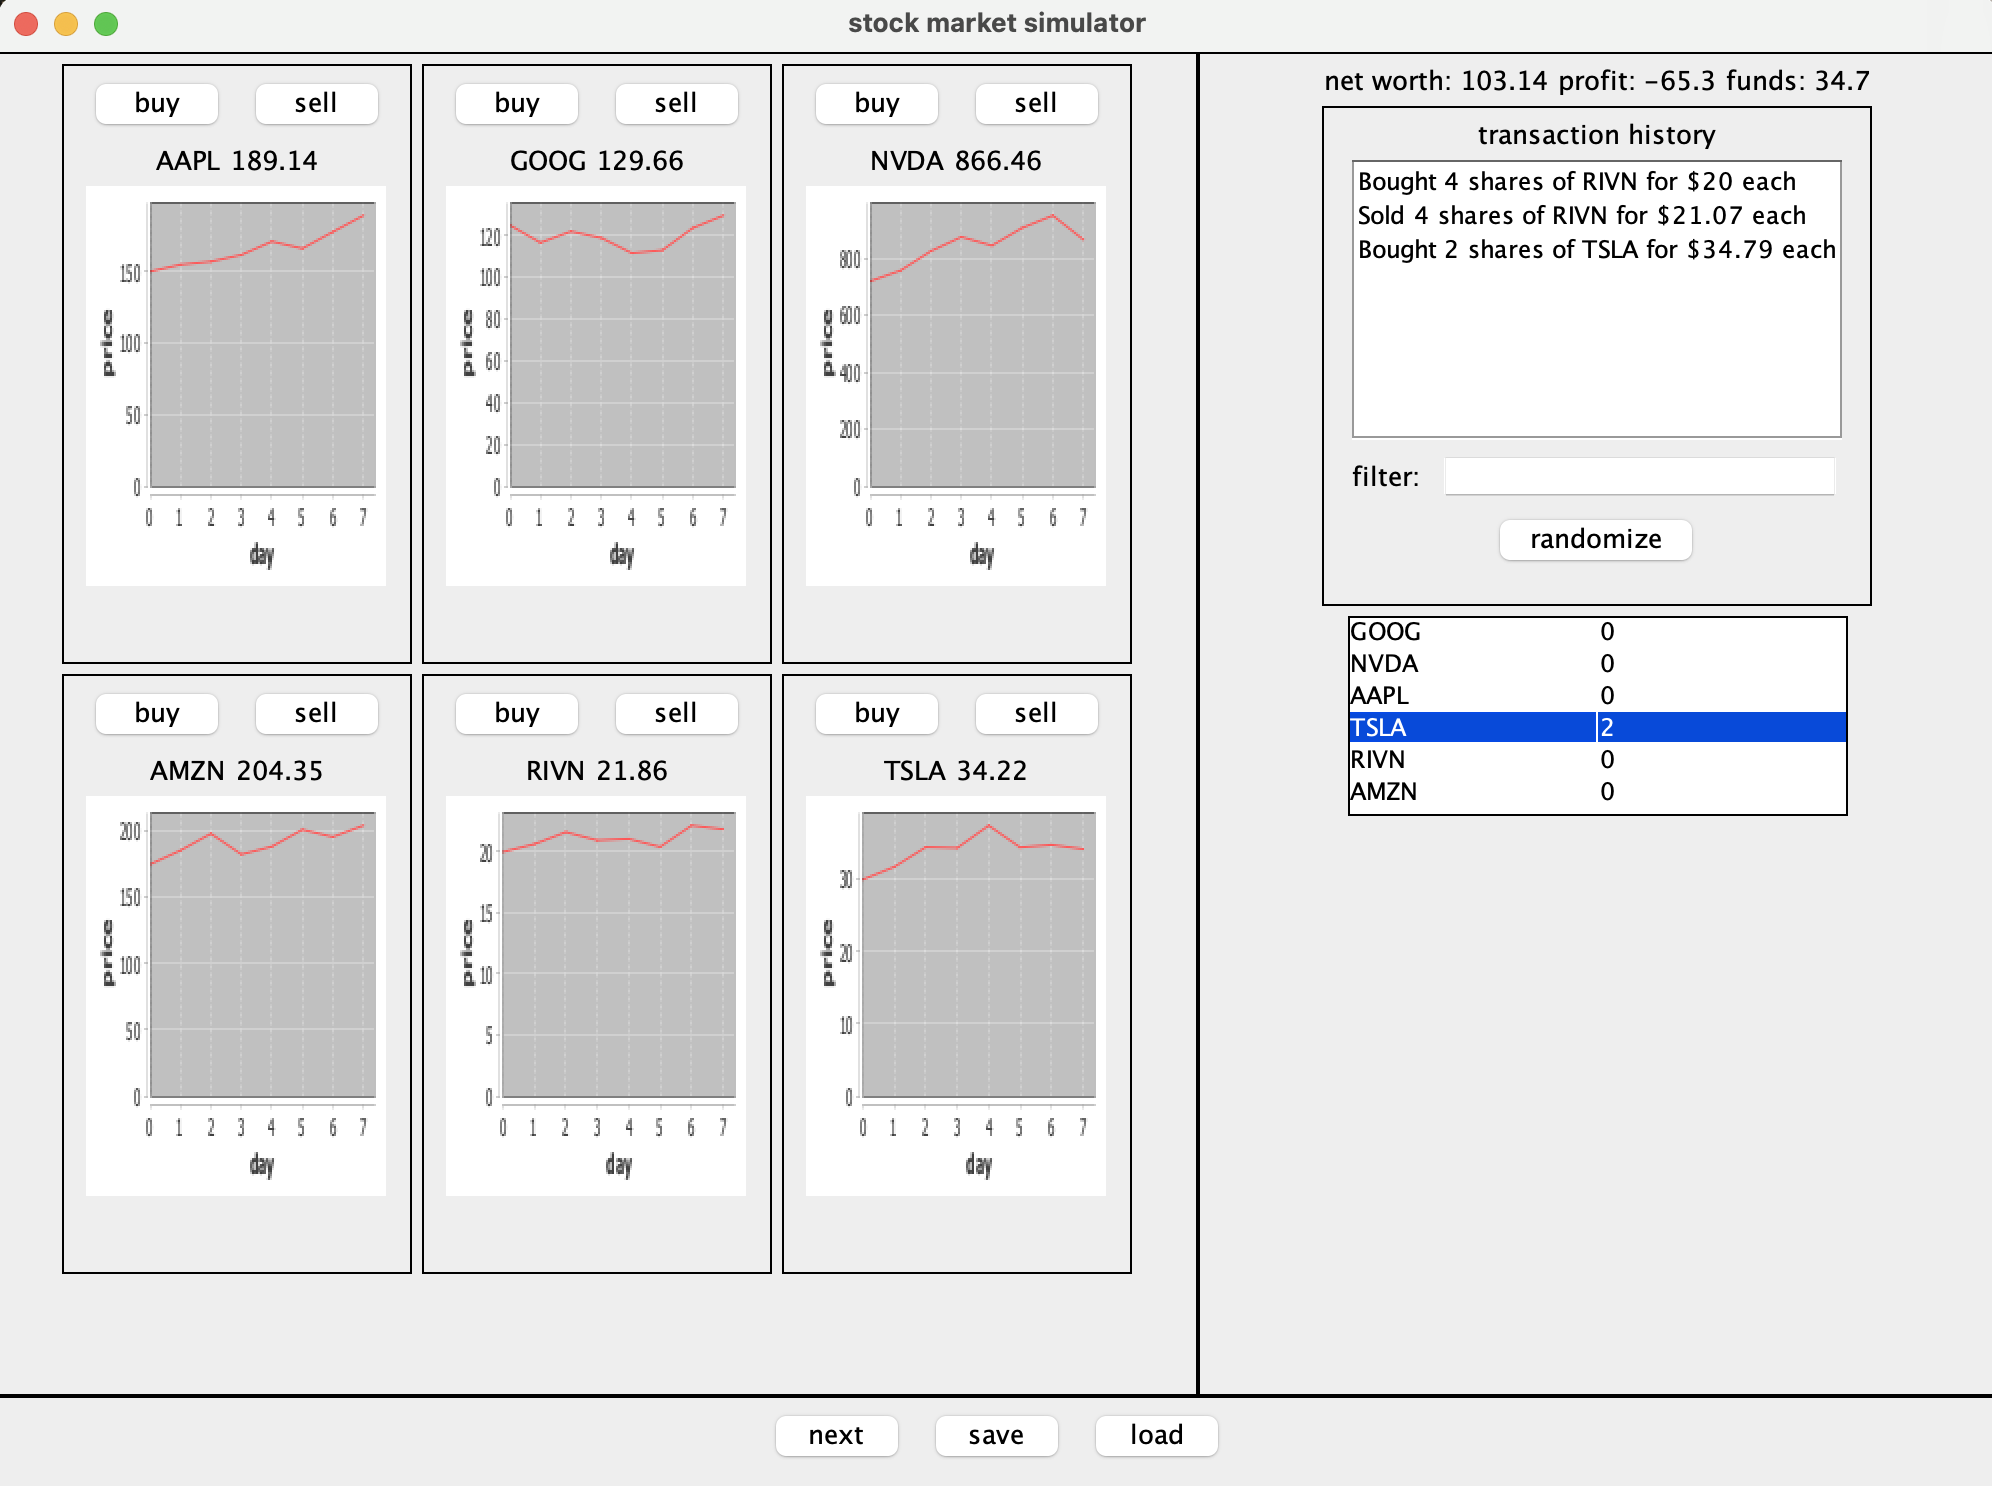 stock market simulator
buy sell
AAPL 189.14
150
100
50
0
price
0 1 2 3 4 5 6 7
day
buy sell
GOOG 129.66
120
100
80
60
40
20
0
price
0 1 2 3 4 5 6 7
day
buy sell
NVDA 866.46
800
600
400
200
0
price
0 1 2 3 4 5 6 7
day
buy sell
AMZN 204.35
200
150
100
50
0
price
0 1 2 3 4 5 6 7
day
buy sell
RIVN 21.86
20
15
10
5
0
price
0 1 2 3 4 5 6 7
day
buy sell
TSLA 34.22
30
20
10
0
price
0 1 2 3 4 5 6 7
day
net worth: 103.14 profit: -65.3 funds: 34.7
transaction history
Bought 4 shares of RIVN for $20 each
Sold 4 shares of RIVN for $21.07 each
Bought 2 shares of TSLA for $34.79 each
filter:
randomize
GOOG 0
NVDA 0
AAPL 0
TSLA 2
RIVN 0
AMZN 0
next save load